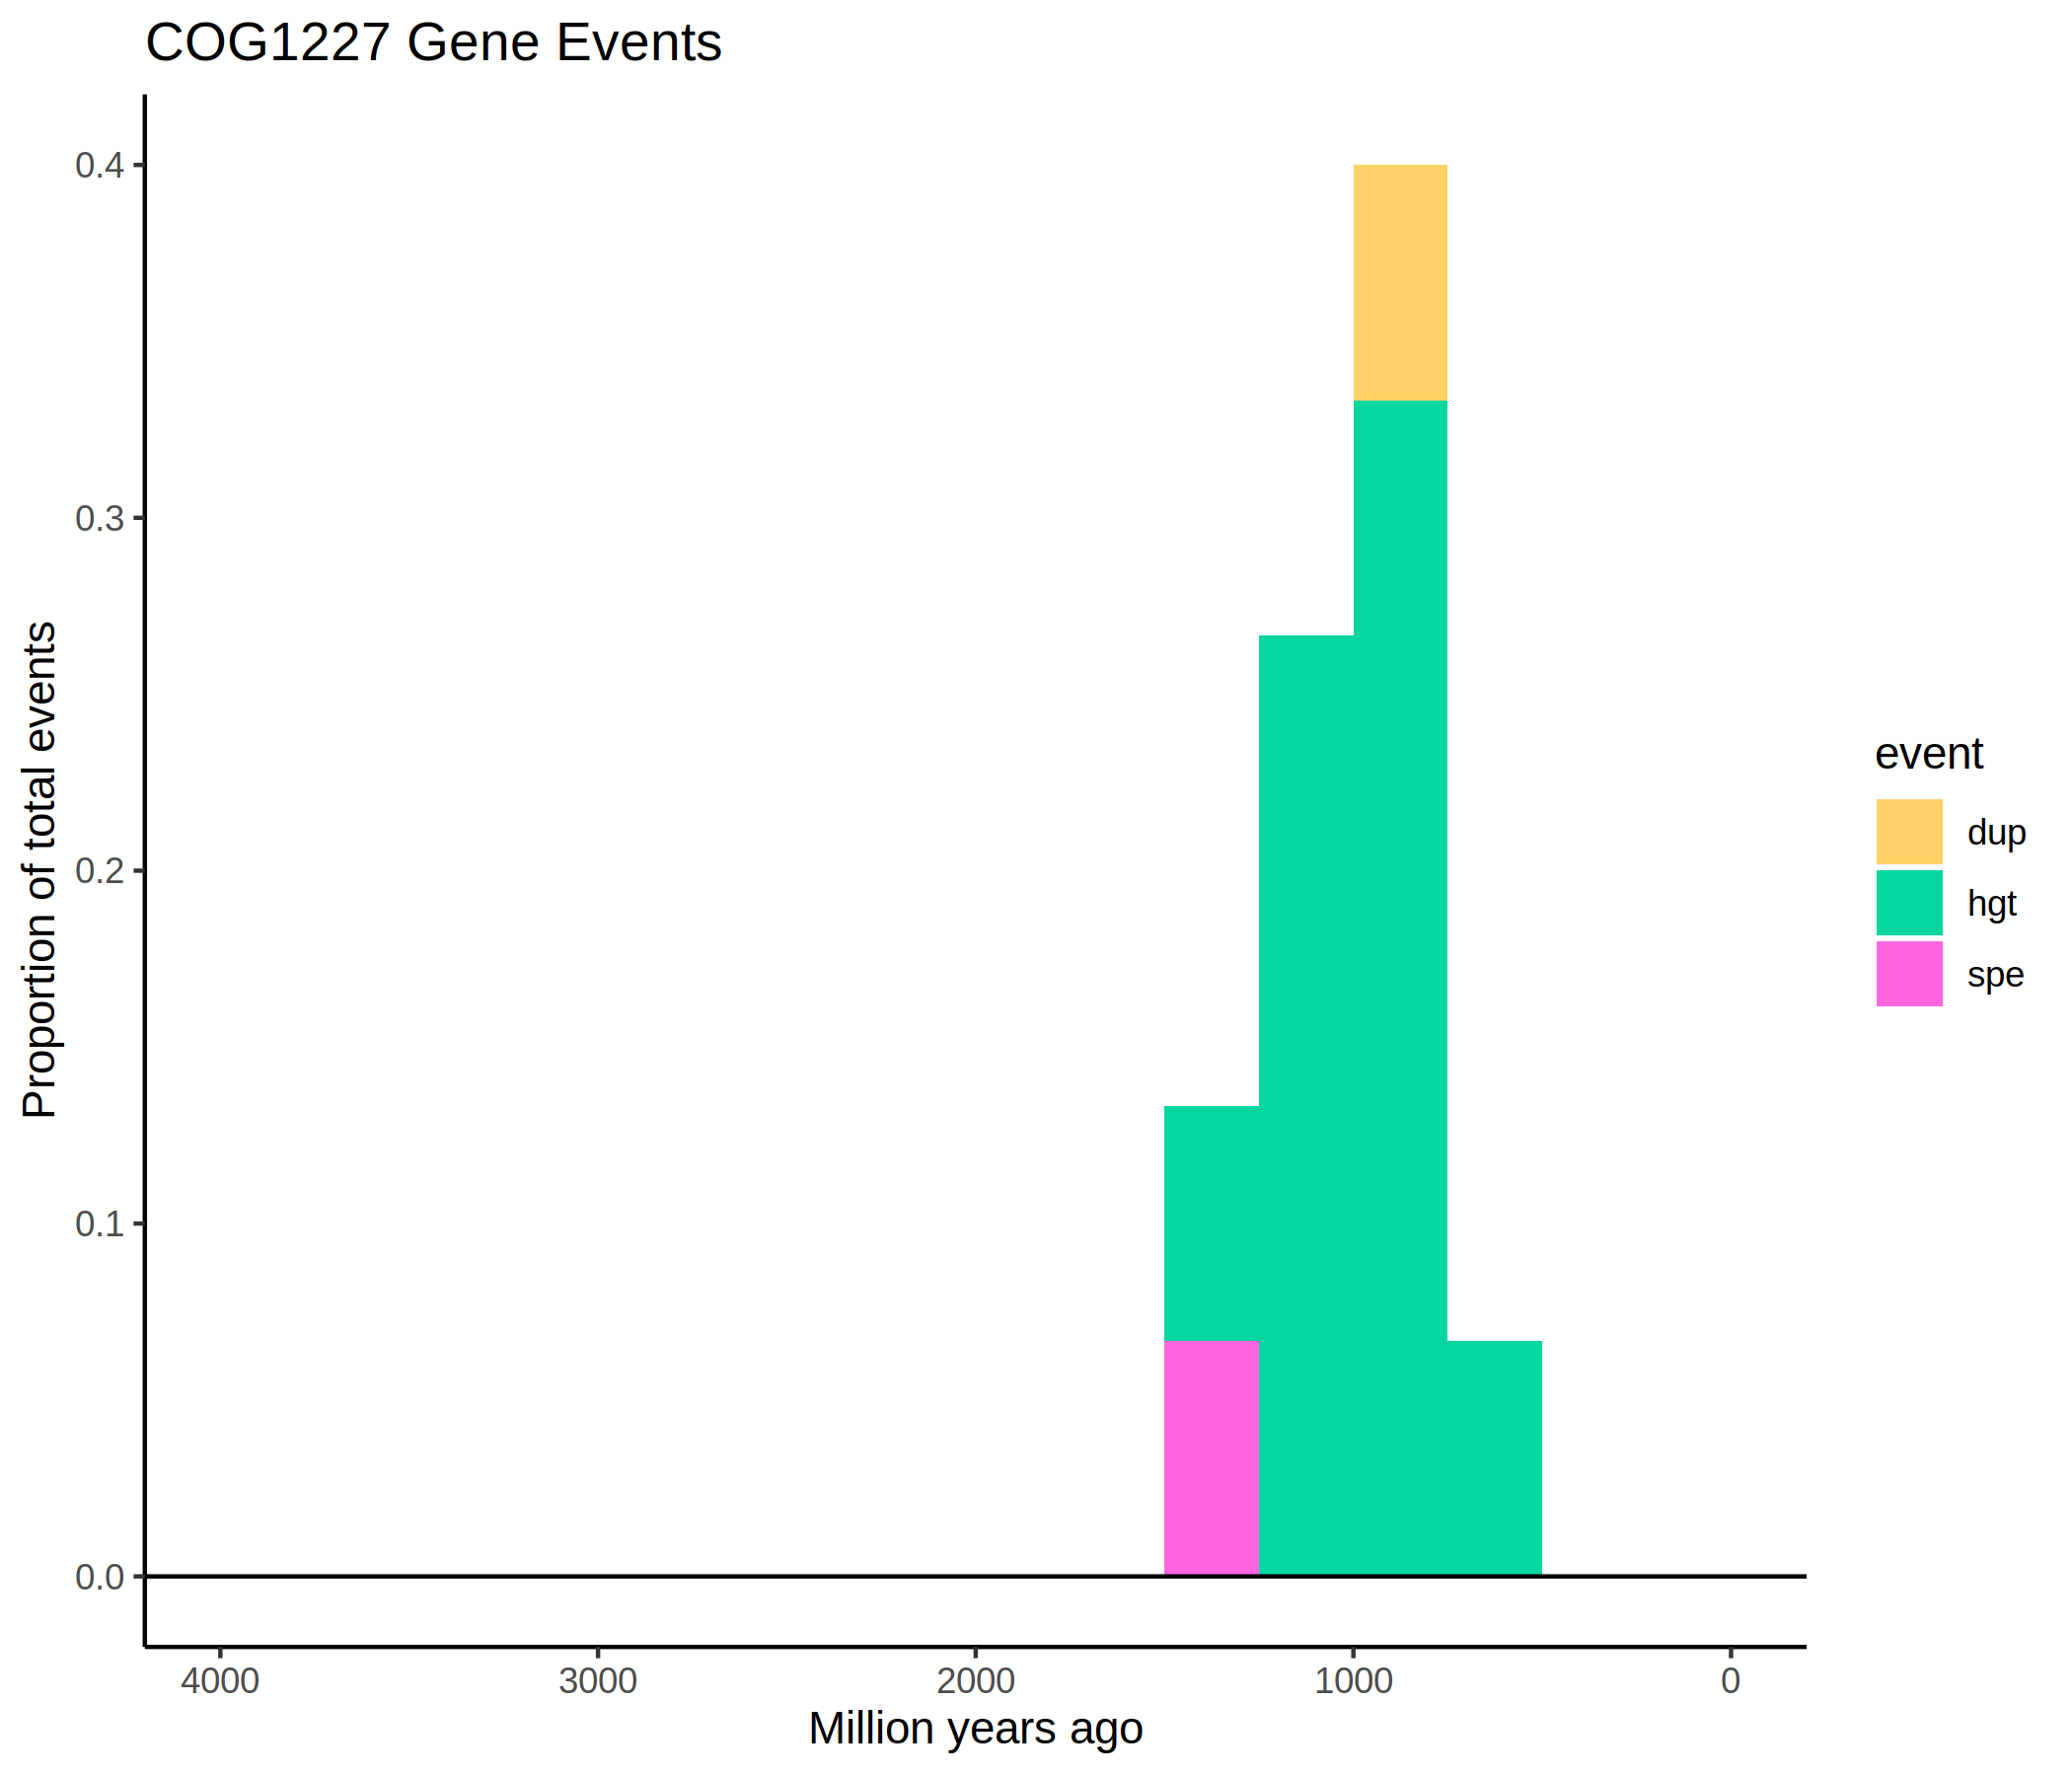 COG1227 Gene Events
Proportion of total events
0.4
0.3
0.2
0.1
0.0
4000 3000 2000 1000 0
Million years ago
event
dup
hgt
spe